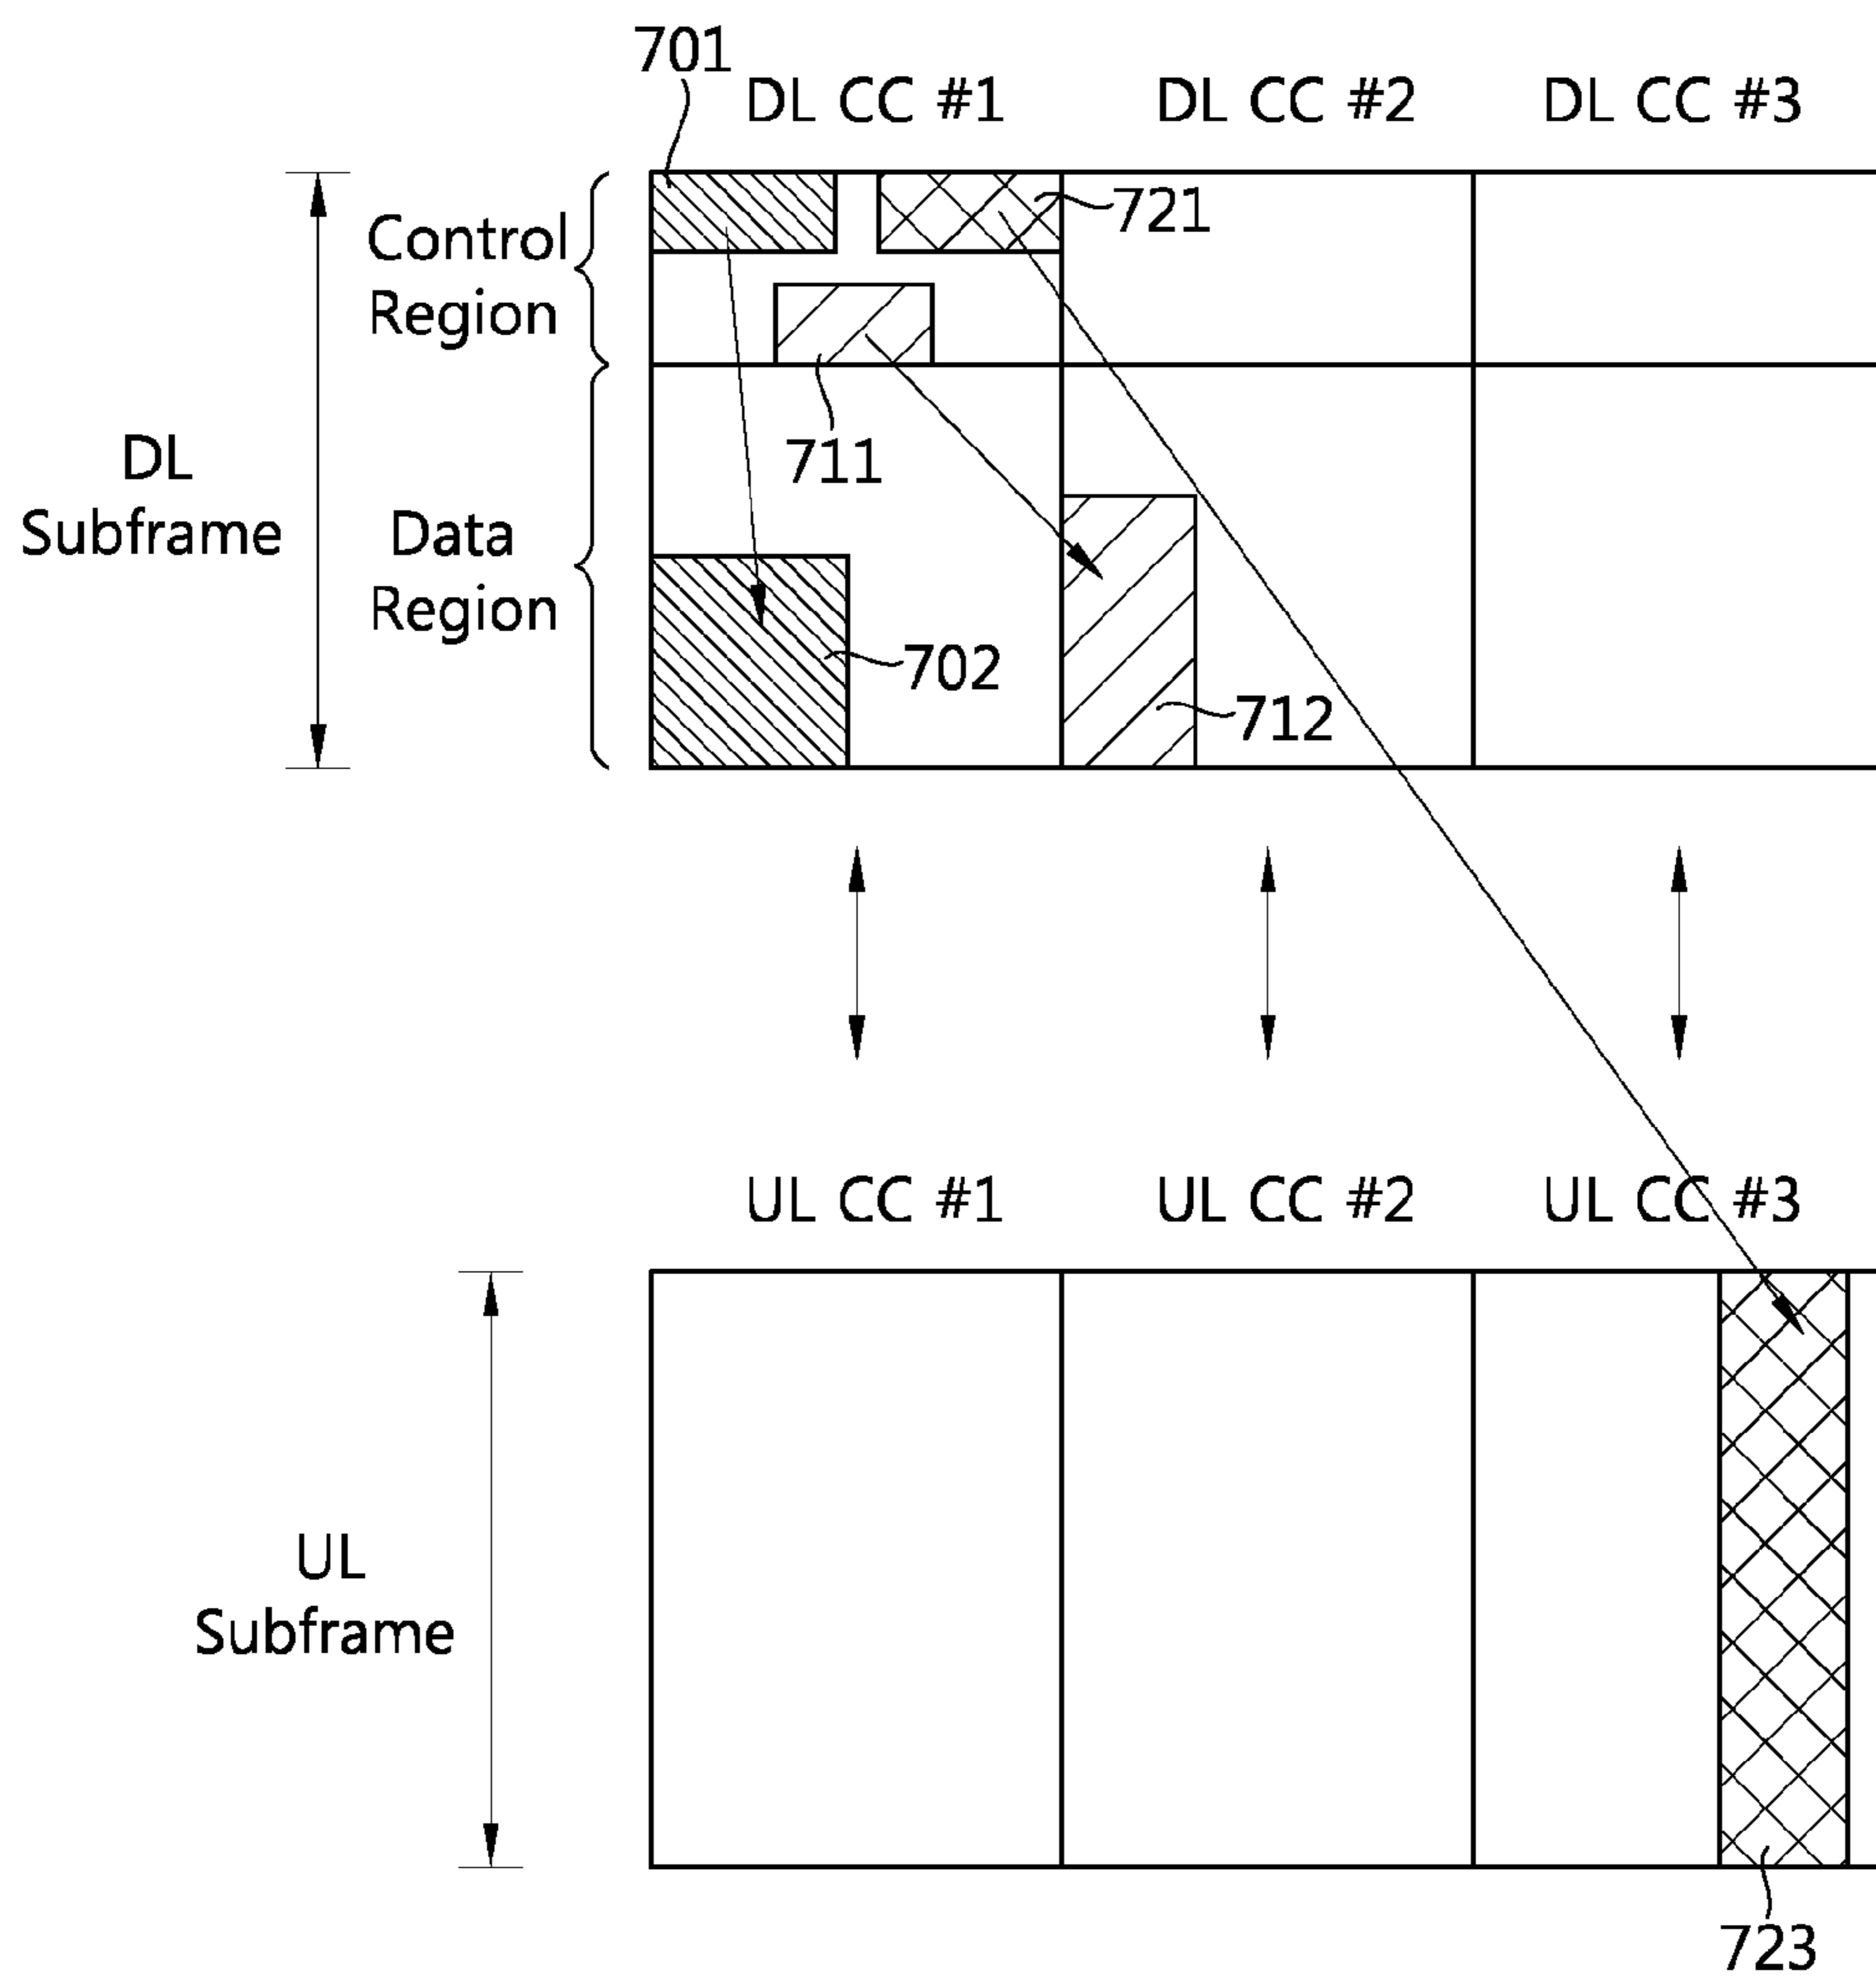 701
DL CC #1 DL CC #2 DL CC #3
721
Control
Region
711
DL
Subframe
Data
Region
702
712
UL CC #1 UL CC #2 UL CC #3
UL
Subframe
723